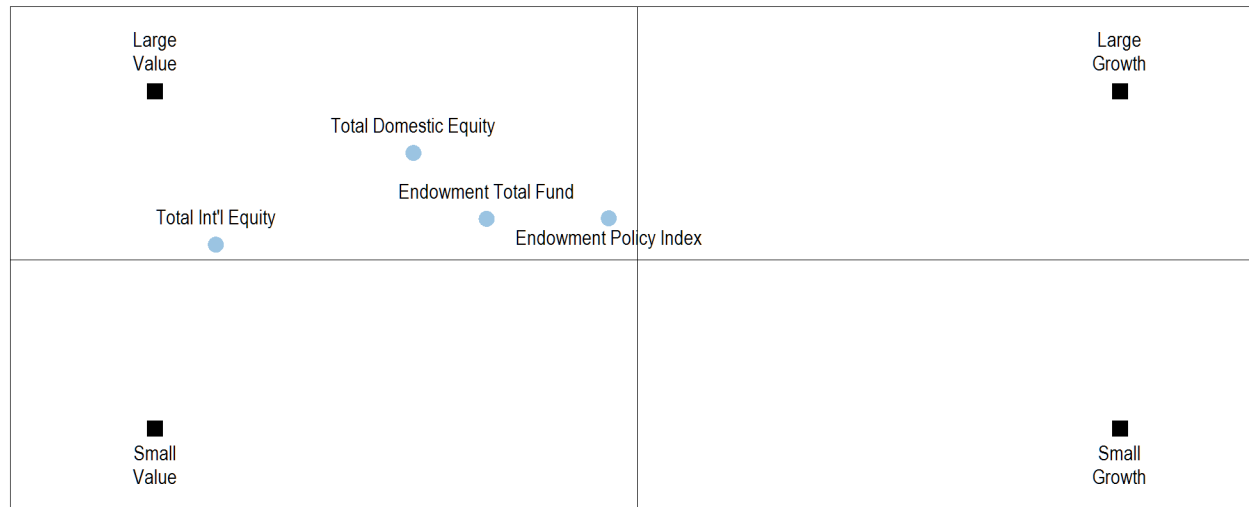 Large
Value
Large
Growth
Total Domestic Equity
Endowment Total Fund
Total Int'l Equity
Endowment Policy Index
Small
Value
Small
Growth